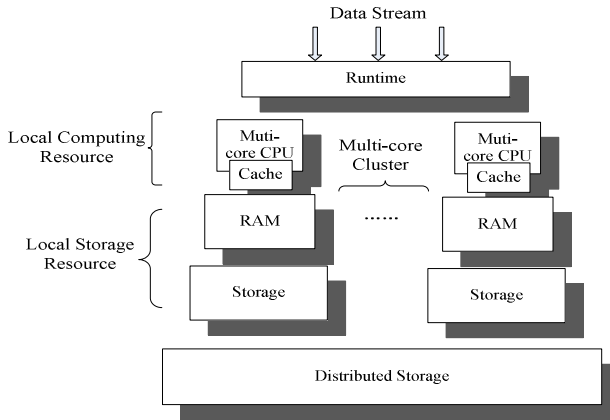 Data Stream
Runtime
Local Computing
Resource
Muti-
core CPU
Cache
Multi-core
Cluster
Muti-
core CPU
Cache
Local Storage
Resource
RAM
......
RAM
Storage
Storage
Distributed Storage